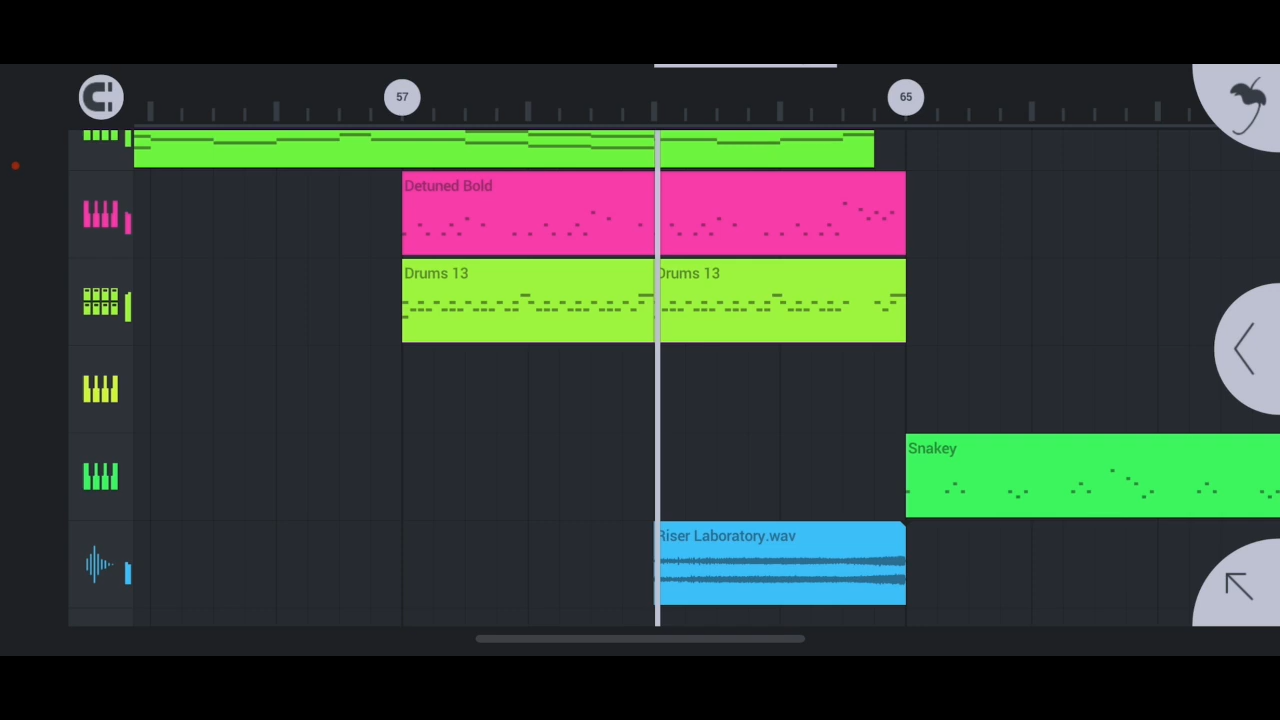 57
65
Detuned Bold
Drums 13
Drums 13
Snakey
Riser Laboratory.wav